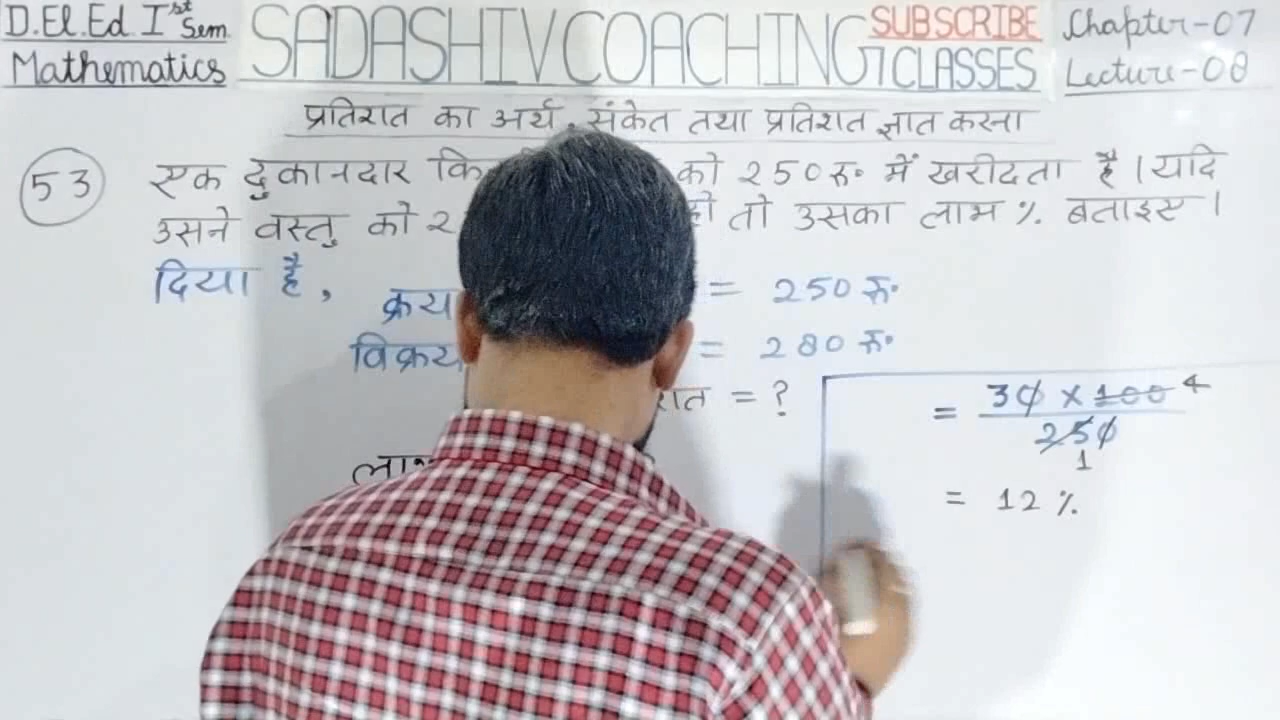 D.El.Ed. Ist Sem.
Mathematics
SADASHIV COACHING CLASSES
SUBSCRIBE
Chapter-07
Lecture-08
प्रतिशत का अर्थ, संकेत तथा प्रतिशत ज्ञात करना
53 एक दुकानदार को 250 रू॰ में खरीदता है । यदि
उसने वस्तु को तो उसका लाभ % बताइए ।
दिया है,
क्रय = 250 रू॰
विक्रय = 280 रू॰
= ?
= 30 × 100 4
250
1
= 12 %